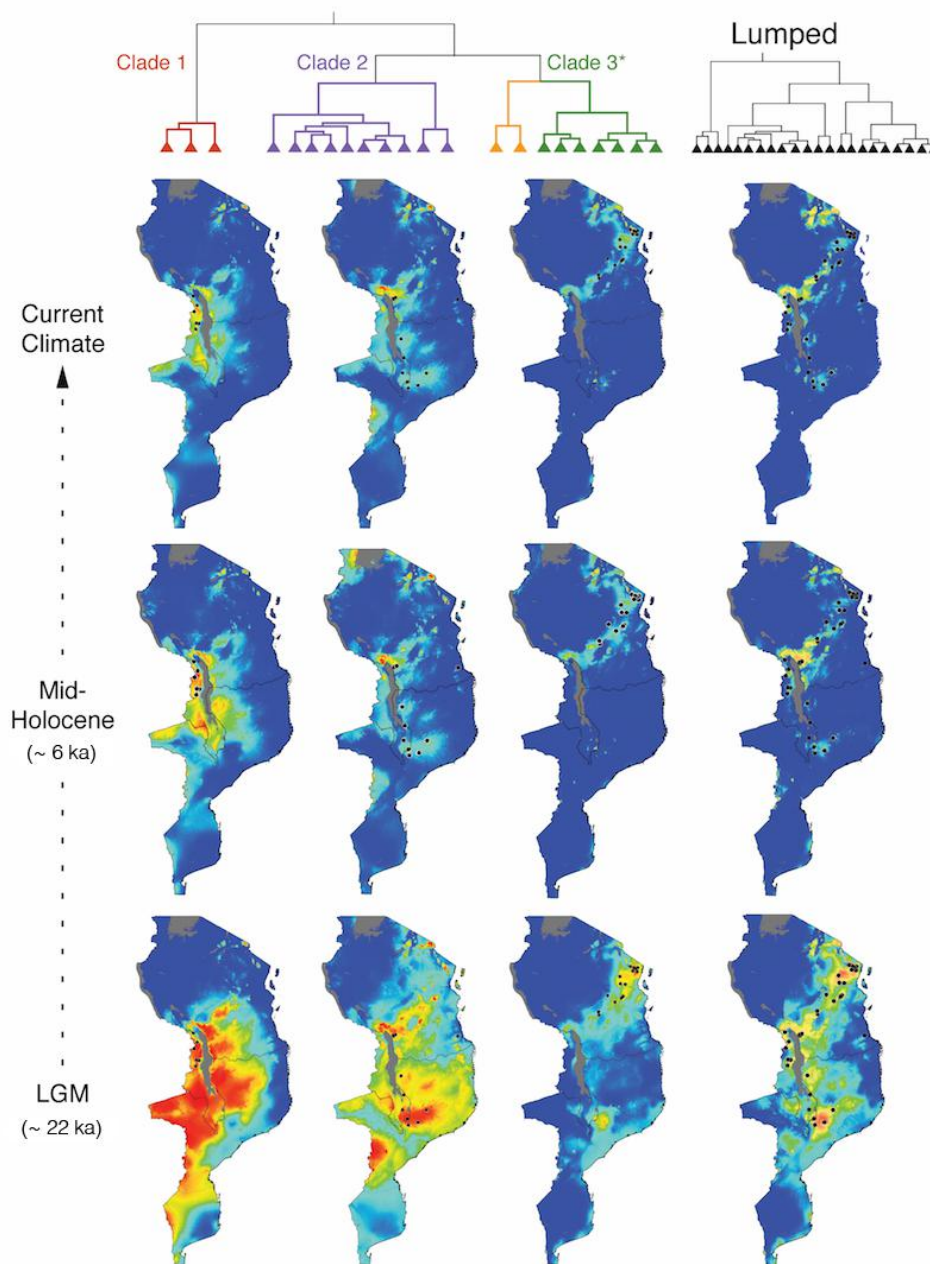 Lumped
Clade 1
Clade 2
Clade 3*
Current
Climate
Mid-
Holocene
(~ 6 ka)
LGM
(~ 22 ka)